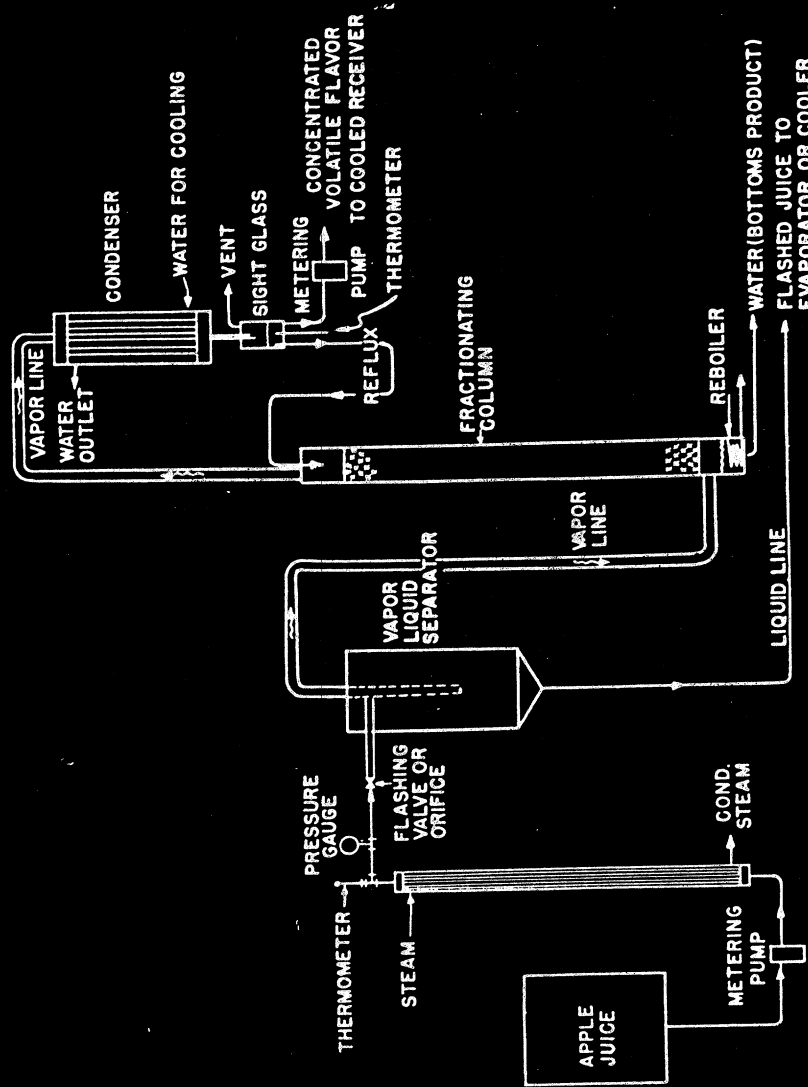 APPLE
JUICE
METERING
PUMP
STEAM
COND.
STEAM
THERMOMETER
PRESSURE
GAUGE
FLASHING
VALVE OR
ORIFICE
VAPOR
LIQUID
SEPARATOR
VAPOR
LINE
LIQUID LINE
VAPOR LINE
WATER
OUTLET
CONDENSER
WATER FOR COOLING
VENT
SIGHT GLASS
METERING
PUMP
CONCENTRATED
VOLATILE FLAVOR
TO COOLED RECEIVER
THERMOMETER
REFLUX
FRACTIONATING
COLUMN
REBOILER
WATER (BOTTOMS PRODUCT)
FLASHED JUICE TO
EVAPORATOR OR COOLER